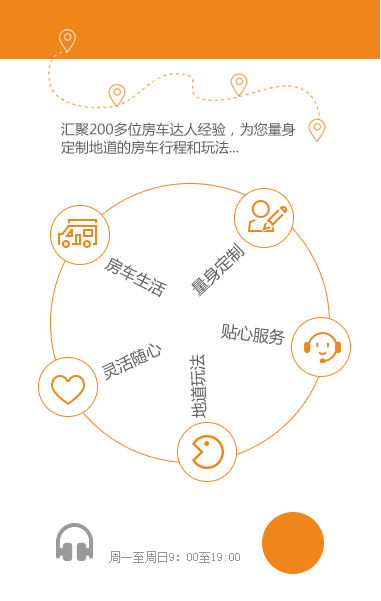 汇聚200多位房车达人经验，为您量身
定制地道的房车行程和玩法...
房车生活
量身定制
贴心服务
灵活随心
地道玩法
周一至周日9：00至19:00